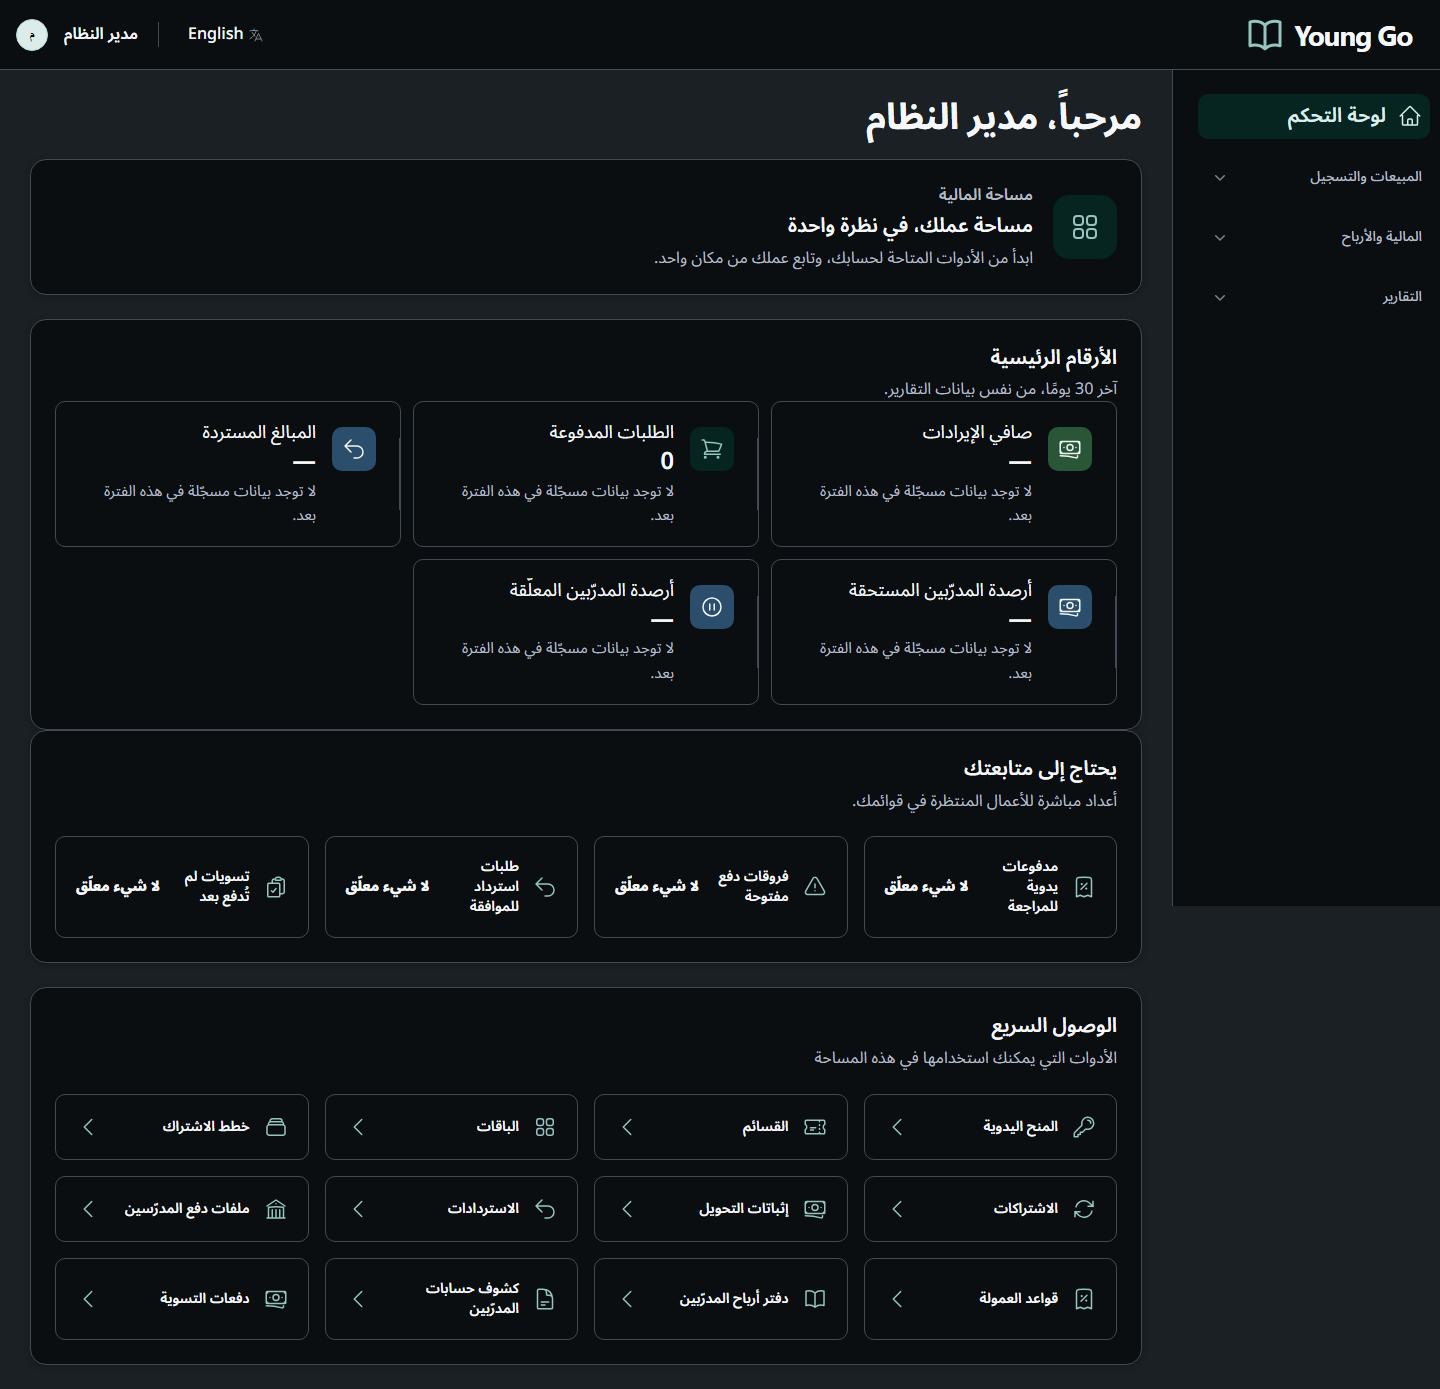 Young Go
English
مدير النظام
م
لوحة التحكم
المبيعات والتسجيل
المالية والأرباح
التقارير
مرحباً، مدير النظام
مساحة المالية
مساحة عملك، في نظرة واحدة
ابدأ من الأدوات المتاحة لحسابك، وتابع عملك من مكان واحد.
الأرقام الرئيسية
آخر 30 يومًا، من نفس بيانات التقارير.
صافي الإيرادات
—
لا توجد بيانات مسجّلة في هذه الفترة
بعد.
الطلبات المدفوعة
0
لا توجد بيانات مسجّلة في هذه الفترة
بعد.
المبالغ المستردة
—
لا توجد بيانات مسجّلة في هذه الفترة
بعد.
أرصدة المدرّبين المستحقة
—
لا توجد بيانات مسجّلة في هذه الفترة
بعد.
أرصدة المدرّبين المعلّقة
—
لا توجد بيانات مسجّلة في هذه الفترة
بعد.
يحتاج إلى متابعتك
أعداد مباشرة للأعمال المنتظرة في قوائمك.
مدفوعات
يدوية
للمراجعة
لا شيء معلّق
فروقات دفع
مفتوحة
لا شيء معلّق
طلبات
استرداد
للموافقة
لا شيء معلّق
تسويات لم
تُدفع بعد
لا شيء معلّق
الوصول السريع
الأدوات التي يمكنك استخدامها في هذه المساحة
المنح اليدوية
القسائم
الباقات
خطط الاشتراك
الاشتراكات
إثباتات التحويل
الاستردادات
ملفات دفع المدرّسين
قواعد العمولة
دفتر أرباح المدرّبين
كشوف حسابات
المدرّبين
دفعات التسوية